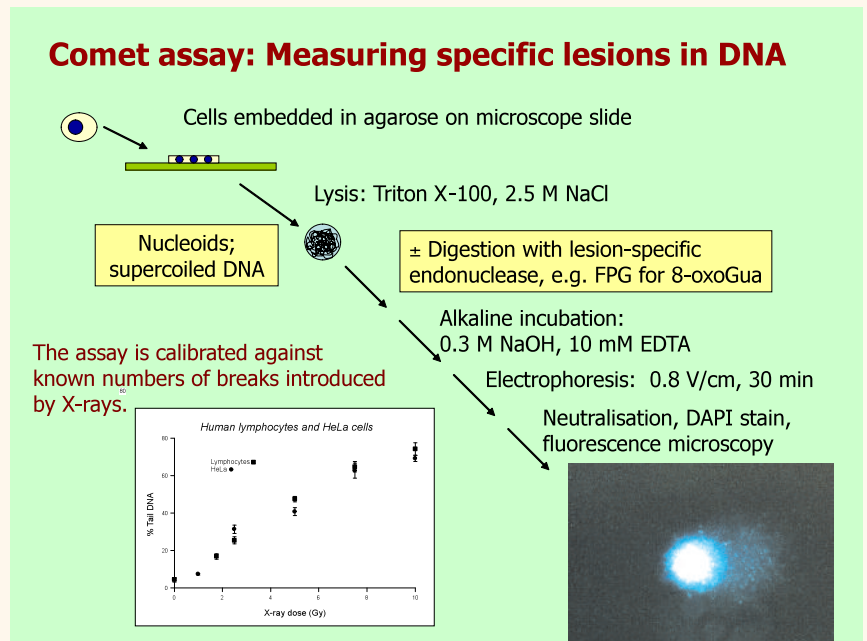 Comet assay: Measuring specific lesions in DNA
Cells embedded in agarose on microscope slide
Lysis: Triton X-100, 2.5 M NaCl
Nucleoids;
supercoiled DNA
± Digestion with lesion-specific
endonuclease, e.g. FPG for 8-oxoGua
Alkaline incubation:
0.3 M NaOH, 10 mM EDTA
Electrophoresis: 0.8 V/cm, 30 min
Neutralisation, DAPI stain,
fluorescence microscopy
The assay is calibrated against
known numbers of breaks introduced
by X-rays.
80
Human lymphocytes and HeLa cells
Lymphocytes
HeLa
% Tail DNA
80
60
40
20
0
0 2 4 6 8 10
X-ray dose (Gy)